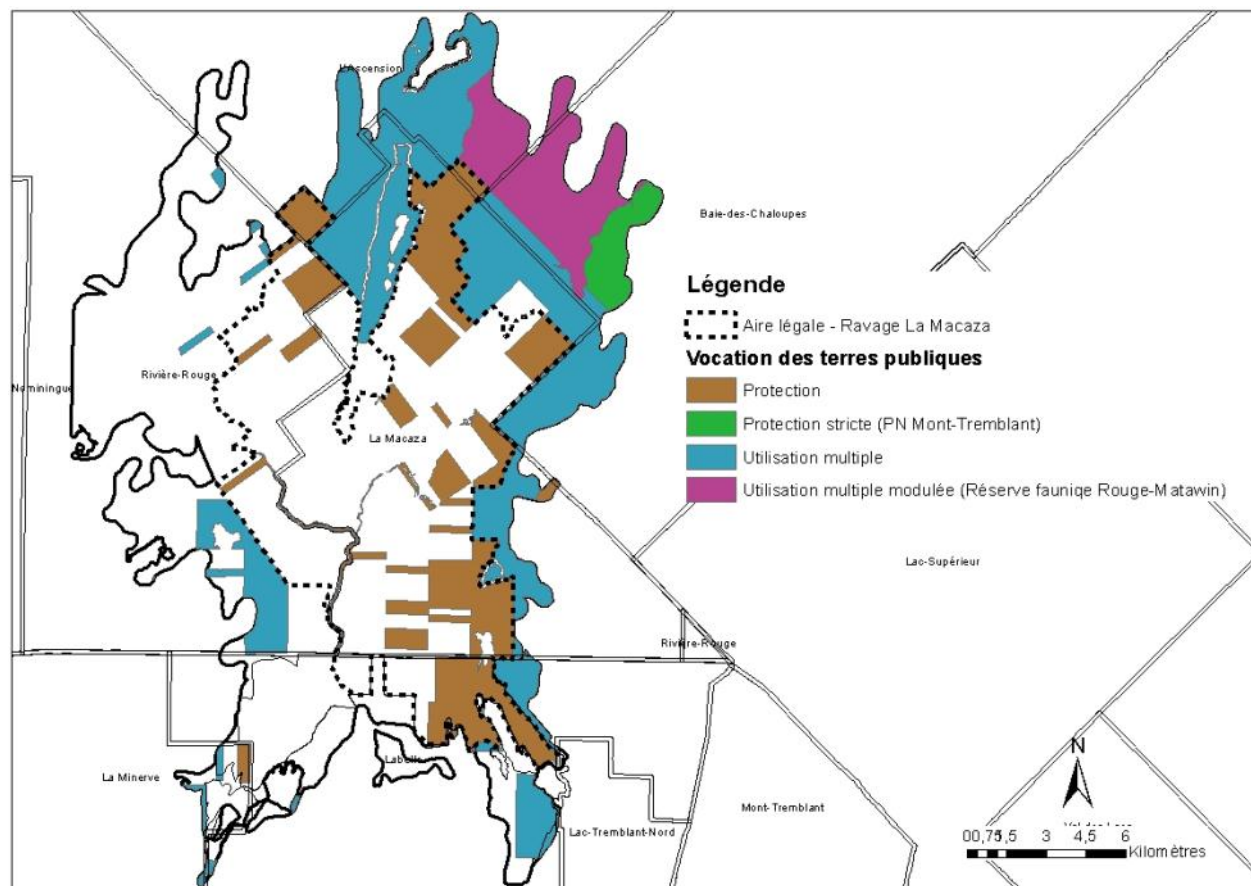 L'Ascension
Baie-des-Chaloupes
Légende
Aire légale - Ravage La Macaza
Vocation des terres publiques
Rivière-Rouge
Nominingue
Protection
La Macaza
Protection stricte (PN Mont-Tremblant)
Utilisation multiple
Utilisation multiple modulée (Réserve fauniqe Rouge-Matawin)
Lac-Supérieur
Rivière-Rouge
La Minerve
Labelle
Mont-Tremblant
Lac-Tremblant-Nord
N
00,751,5 3 4,5 6
Kilomètres